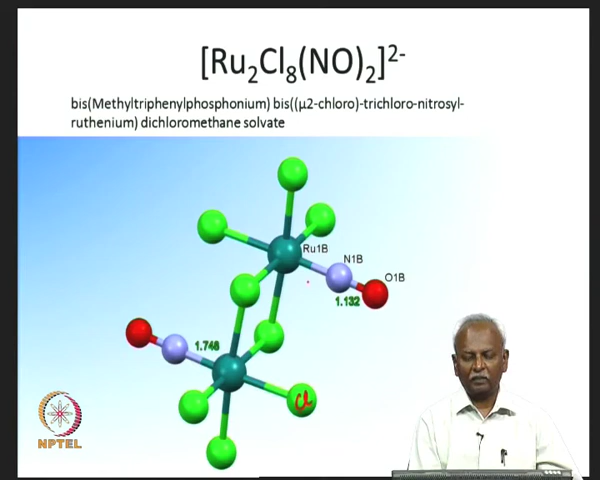 [Ru2Cl8(NO)2]2-
bis(Methyltriphenylphosphonium) bis((μ2-chloro)-trichloro-nitrosyl-
ruthenium) dichloromethane solvate
Ru1B
N1B
O1B
1.132
1.748
Cl
NPTEL